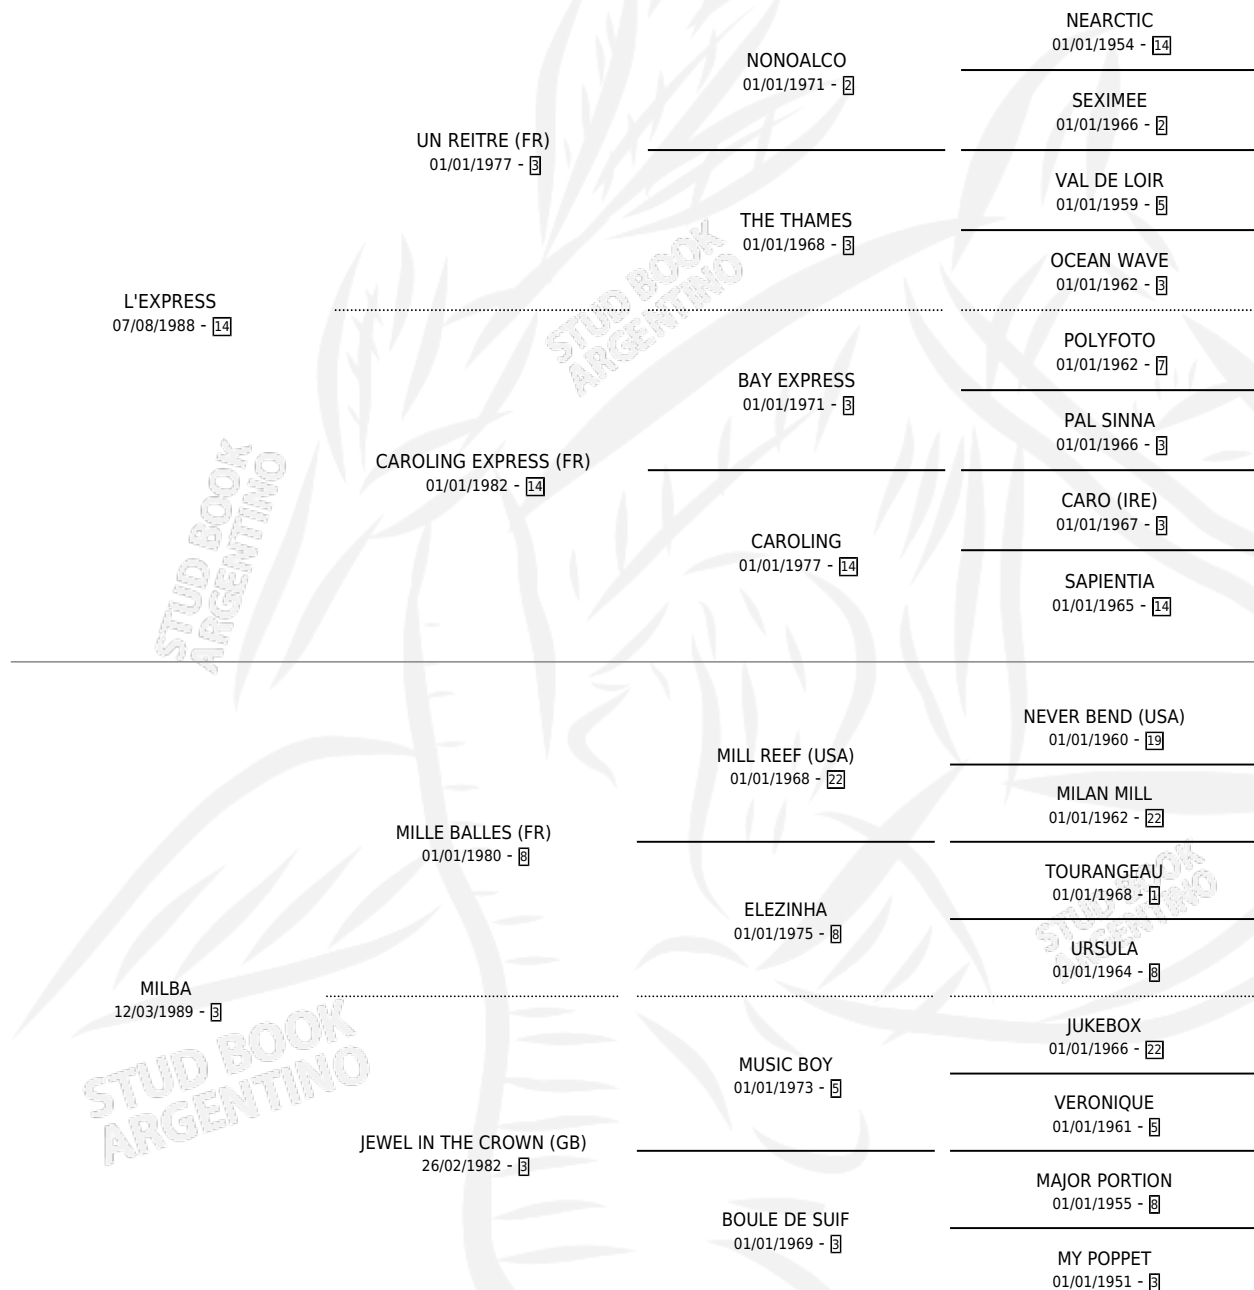 NEARCTIC
01/01/1954 - 14
NONOALCO
01/01/1971 - 2
SEXIMEE
01/01/1966 - 2
UN REITRE (FR)
01/01/1977 - 3
VAL DE LOIR
01/01/1959 - 5
THE THAMES
01/01/1968 - 3
OCEAN WAVE
01/01/1962 - 3
L'EXPRESS
07/08/1988 - 14
POLYFOTO
01/01/1962 - 7
BAY EXPRESS
01/01/1971 - 3
PAL SINNA
01/01/1966 - 3
CAROLING EXPRESS (FR)
01/01/1982 - 14
CARO (IRE)
01/01/1967 - 3
CAROLING
01/01/1977 - 14
SAPIENTIA
01/01/1965 - 14
NEVER BEND (USA)
01/01/1960 - 19
MILL REEF (USA)
01/01/1968 - 22
MILAN MILL
01/01/1962 - 22
MILLE BALLES (FR)
01/01/1980 - 8
TOURANGEAU
01/01/1968 - 1
ELEZINHA
01/01/1975 - 8
URSULA
01/01/1964 - 8
MILBA
12/03/1989 - 3
JUKEBOX
01/01/1966 - 22
MUSIC BOY
01/01/1973 - 5
VERONIQUE
01/01/1961 - 5
JEWEL IN THE CROWN (GB)
26/02/1982 - 3
MAJOR PORTION
01/01/1955 - 8
BOULE DE SUIF
01/01/1969 - 3
MY POPPET
01/01/1951 - 3
STUD BOOK
ARGENTINO
STUD BOOK
ARGENTINO
STUD BOOK
ARGENTINO
STUD BOOK
ARGENTINO